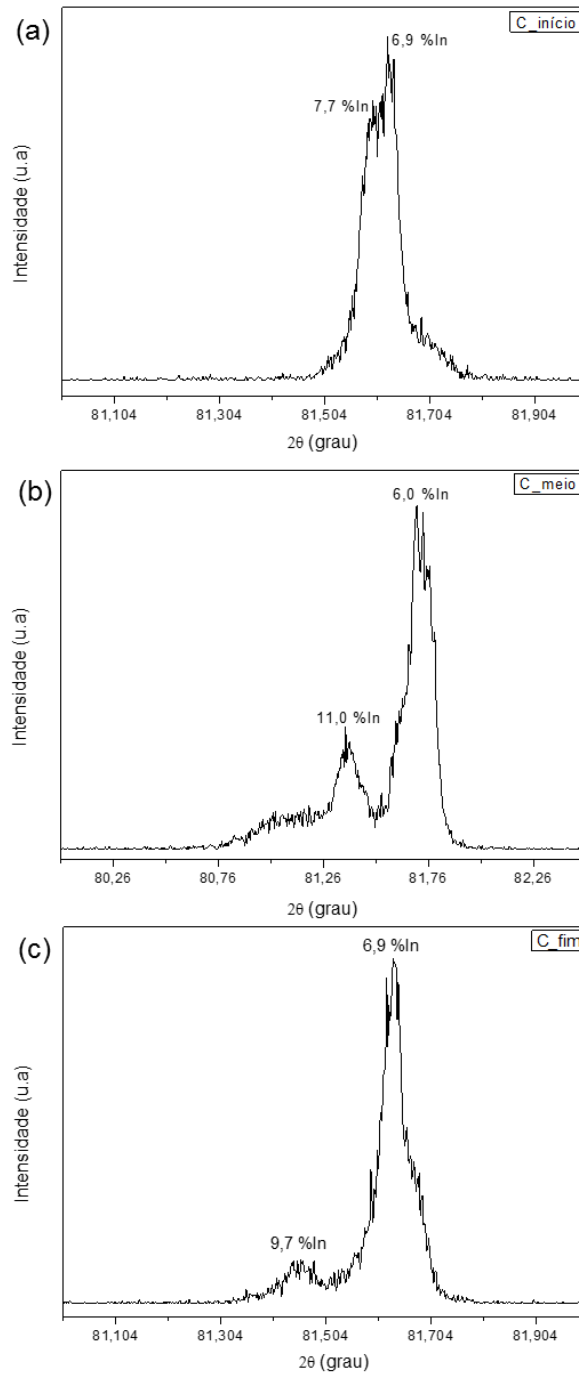 (a)
C_início
6,9 %In
7,7 %In
Intensidade (u.a)
81,104 81,304 81,504 81,704 81,904
2θ (grau)
(b)
C_meio
6,0 %In
11,0 %In
Intensidade (u.a)
80,26 80,76 81,26 81,76 82,26
2θ (grau)
(c)
C_fim
6,9 %In
9,7 %In
Intensidade (u.a)
81,104 81,304 81,504 81,704 81,904
2θ (grau)